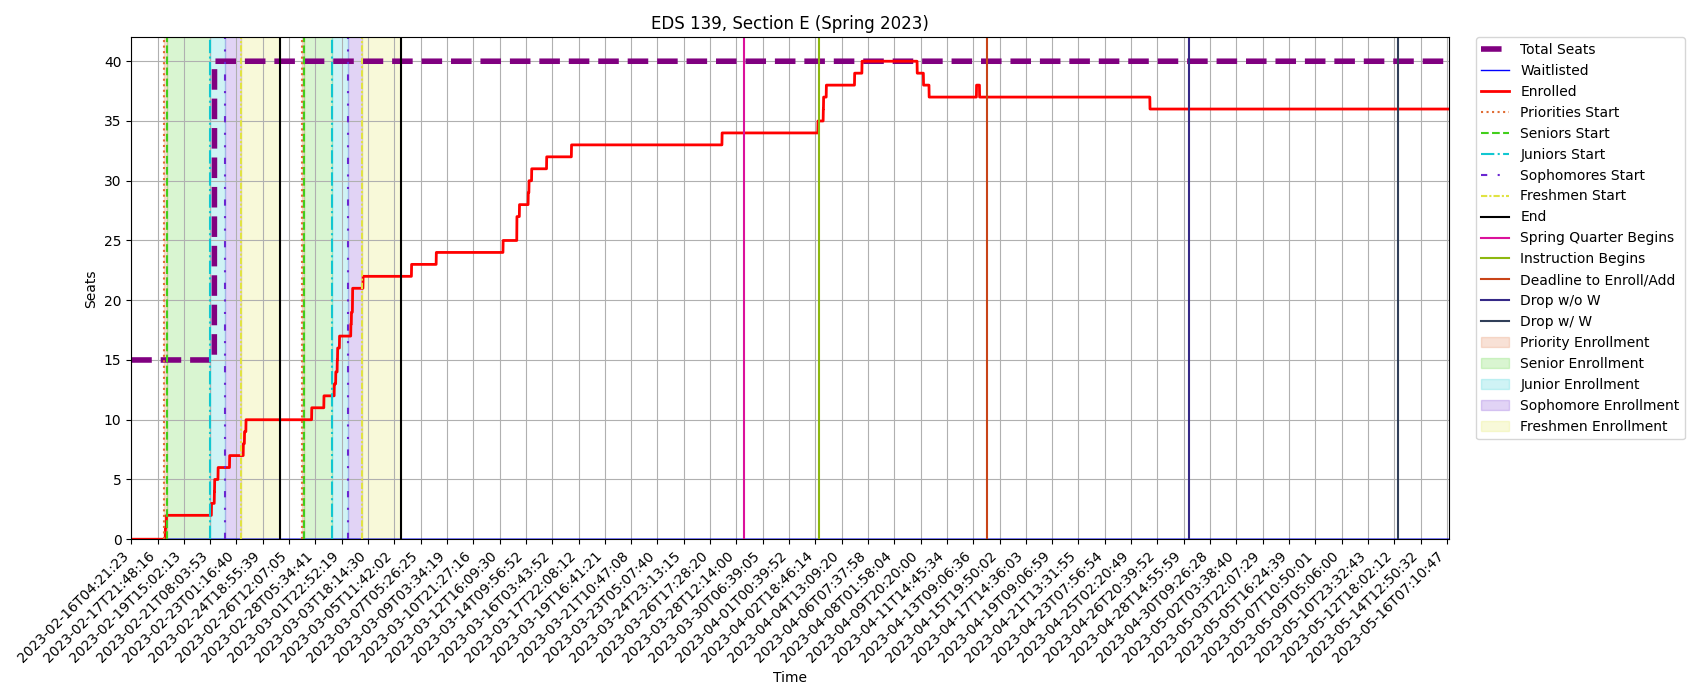 EDS 139, Section E (Spring 2023)
Seats
40
35
30
25
20
15
10
5
0
2023-02-16T04:21:23
2023-02-17T21:48:16
2023-02-19T15:02:13
2023-02-21T08:03:53
2023-02-23T01:16:40
2023-02-24T18:55:39
2023-02-26T12:07:05
2023-02-28T05:34:41
2023-03-01T22:52:19
2023-03-03T18:14:30
2023-03-05T11:42:02
2023-03-07T05:26:25
2023-03-09T03:34:19
2023-03-10T21:27:16
2023-03-12T16:09:30
2023-03-14T09:56:52
2023-03-16T03:43:52
2023-03-17T22:08:12
2023-03-19T16:41:21
2023-03-21T10:47:08
2023-03-23T05:07:40
2023-03-24T23:13:15
2023-03-26T17:28:20
2023-03-28T12:14:00
2023-03-30T06:39:05
2023-04-01T00:39:52
2023-04-02T18:46:14
2023-04-04T13:09:20
2023-04-06T07:37:58
2023-04-08T01:58:04
2023-04-09T20:20:00
2023-04-11T14:45:34
2023-04-13T09:06:36
2023-04-15T19:50:02
2023-04-17T14:36:03
2023-04-19T09:06:59
2023-04-21T13:31:55
2023-04-23T07:56:54
2023-04-25T02:20:49
2023-04-26T20:39:52
2023-04-28T14:55:59
2023-04-30T09:26:28
2023-05-02T03:38:40
2023-05-03T22:07:29
2023-05-05T16:24:39
2023-05-07T10:50:01
2023-05-09T05:06:00
2023-05-10T23:32:43
2023-05-12T18:02:12
2023-05-14T12:50:32
2023-05-16T07:10:47
Time
Total Seats
Waitlisted
Enrolled
Priorities Start
Seniors Start
Juniors Start
Sophomores Start
Freshmen Start
End
Spring Quarter Begins
Instruction Begins
Deadline to Enroll/Add
Drop w/o W
Drop w/ W
Priority Enrollment
Senior Enrollment
Junior Enrollment
Sophomore Enrollment
Freshmen Enrollment